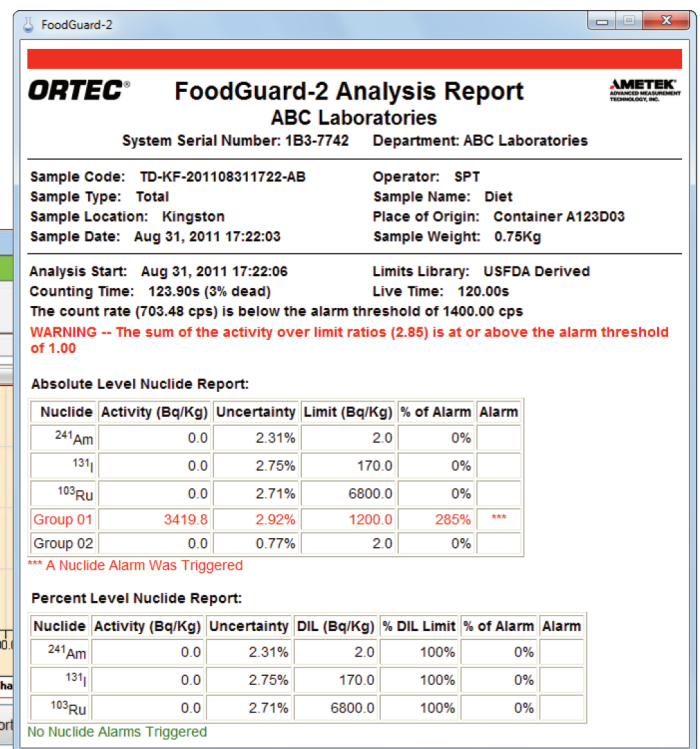 FoodGuard-2
ORTEC®
FoodGuard-2 Analysis Report
AMETEK®
ADVANCED MEASUREMENT
TECHNOLOGY, INC.
ABC Laboratories
System Serial Number: 1B3-7742 Department: ABC Laboratories
Sample Code: TD-KF-201108311722-AB Operator: SPT
Sample Type: Total Sample Name: Diet
Sample Location: Kingston Place of Origin: Container A123D03
Sample Date: Aug 31, 2011 17:22:03 Sample Weight: 0.75Kg
Analysis Start: Aug 31, 2011 17:22:06 Limits Library: USFDA Derived
Counting Time: 123.90s (3% dead) Live Time: 120.00s
The count rate (703.48 cps) is below the alarm threshold of 1400.00 cps
WARNING -- The sum of the activity over limit ratios (2.85) is at or above the alarm threshold
of 1.00
Absolute Level Nuclide Report:
Nuclide Activity (Bq/Kg) Uncertainty Limit (Bq/Kg) % of Alarm Alarm
²⁴¹Am 0.0 2.31% 2.0 0%
¹³¹I 0.0 2.75% 170.0 0%
¹⁰³Ru 0.0 2.71% 6800.0 0%
Group 01 3419.8 2.92% 1200.0 285% ***
Group 02 0.0 0.77% 2.0 0%
*** A Nuclide Alarm Was Triggered
Percent Level Nuclide Report:
Nuclide Activity (Bq/Kg) Uncertainty DIL (Bq/Kg) % DIL Limit % of Alarm Alarm
²⁴¹Am 0.0 2.31% 2.0 100% 0%
¹³¹I 0.0 2.75% 170.0 100% 0%
¹⁰³Ru 0.0 2.71% 6800.0 100% 0%
No Nuclide Alarms Triggered